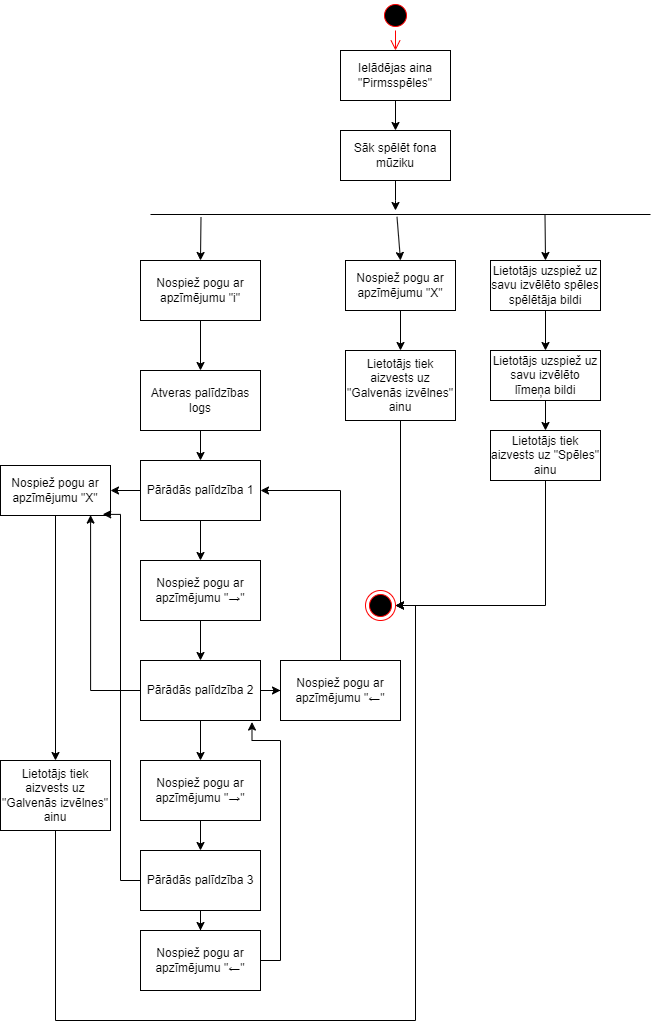 Ielādējas aina
"Pirmsspēles"
Sāk spēlēt fona
mūziku
Nospiež pogu ar
apzīmējumu "i"
Nospiež pogu ar
apzīmējumu "X"
Lietotājs uzspiež uz
savu izvēlēto spēles
spēlētāja bildi
Atveras palīdzības
logs
Lietotājs tiek
aizvests uz
"Galvenās izvēlnes"
ainu
Lietotājs uzspiež uz
savu izvēlēto
līmeņa bildi
Lietotājs tiek
aizvests uz "Spēles"
ainu
Nospiež pogu ar
apzīmējumu "X"
Pārādās palīdzība 1
Nospiež pogu ar
apzīmējumu "→"
Pārādās palīdzība 2
Nospiež pogu ar
apzīmējumu "←"
Lietotājs tiek
aizvests uz
"Galvenās izvēlnes"
ainu
Nospiež pogu ar
apzīmējumu "→"
Pārādās palīdzība 3
Nospiež pogu ar
apzīmējumu "←"